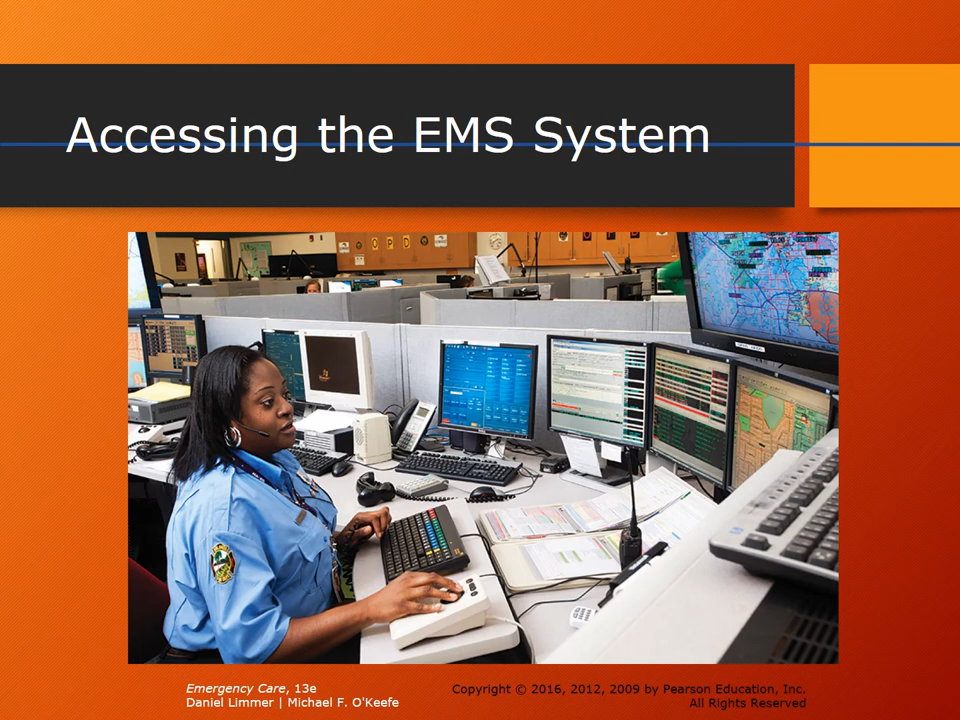 Accessing the EMS System
O P D
Emergency Care, 13e
Daniel Limmer | Michael F. O'Keefe
Copyright © 2016, 2012, 2009 by Pearson Education, Inc.
All Rights Reserved